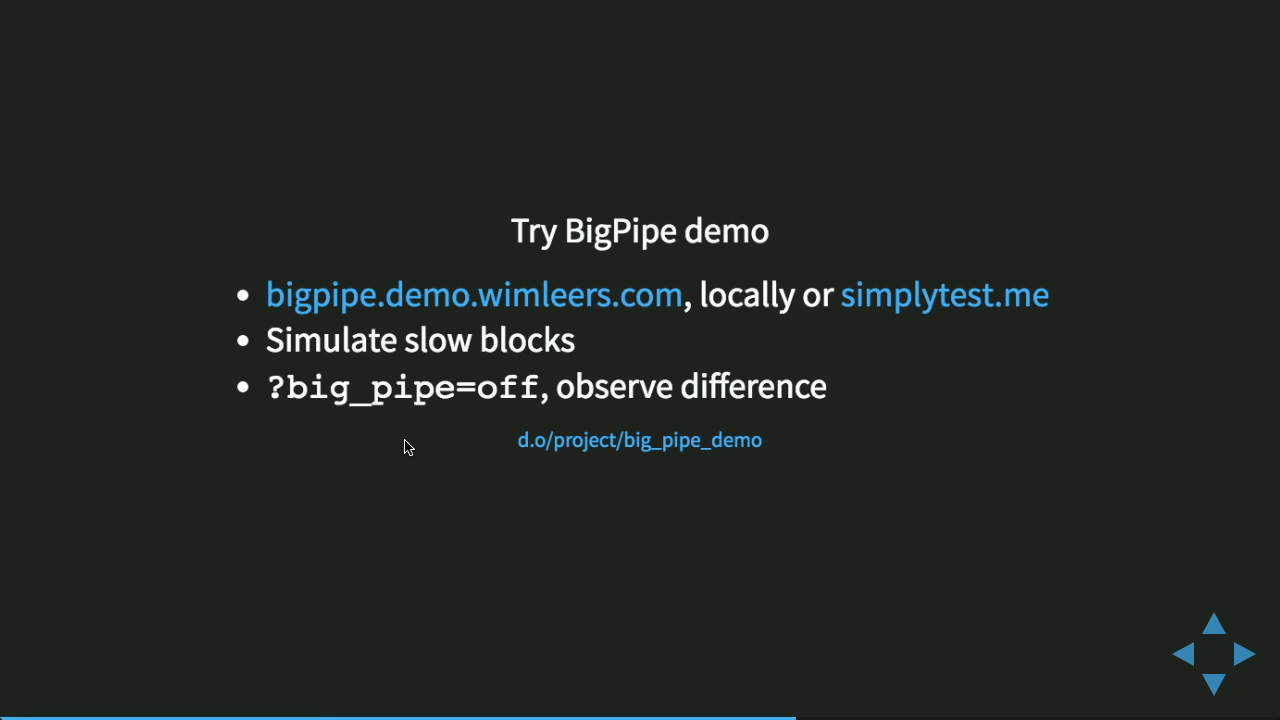 Try BigPipe demo
bigpipe.demo.wimleers.com, locally or simplytest.me
Simulate slow blocks
?big_pipe=off, observe difference
d.o/project/big_pipe_demo